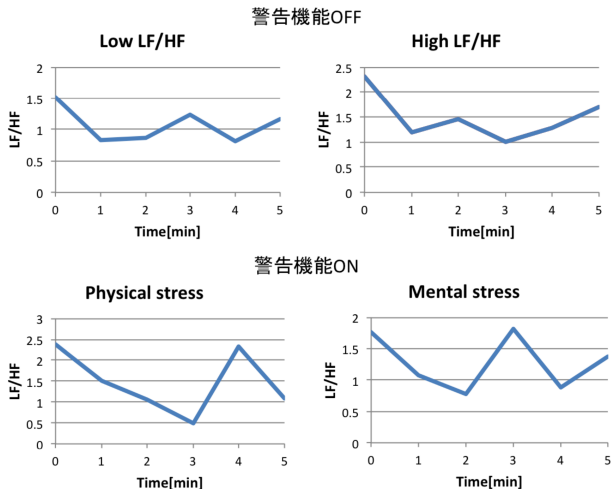 警告機能OFF
Low LF/HF
High LF/HF
LF/HF
2
1.5
1
0.5
0
0 1 2 3 4 5
Time[min]
LF/HF
2.5
2
1.5
1
0.5
0
0 1 2 3 4 5
Time[min]
警告機能ON
Physical stress
Mental stress
LF/HF
3
2.5
2
1.5
1
0.5
0
0 1 2 3 4 5
Time[min]
LF/HF
2
1.5
1
0.5
0
0 1 2 3 4 5
Time[min]